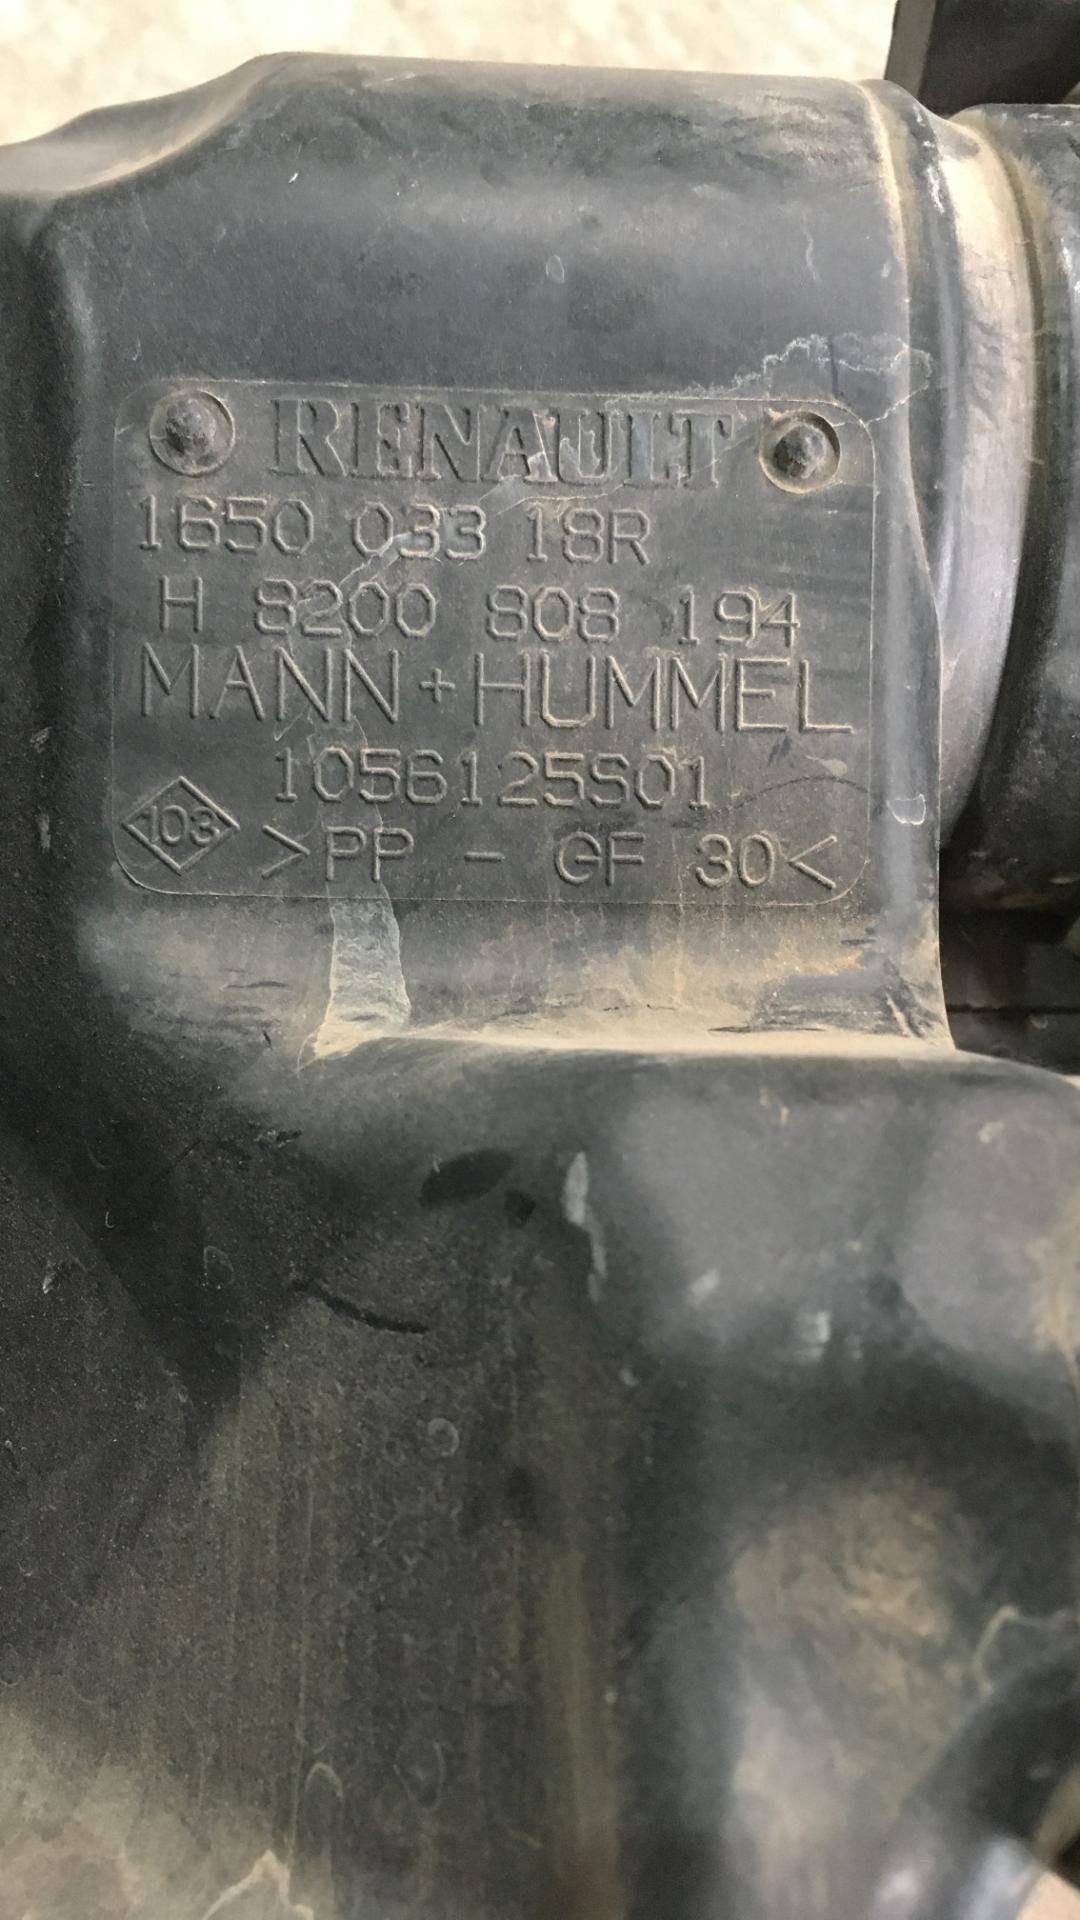 RENAULT
1650 033 18R
H 8200 808 194
MANN+HUMMEL
1056125S01
103 >PP - GF 30<